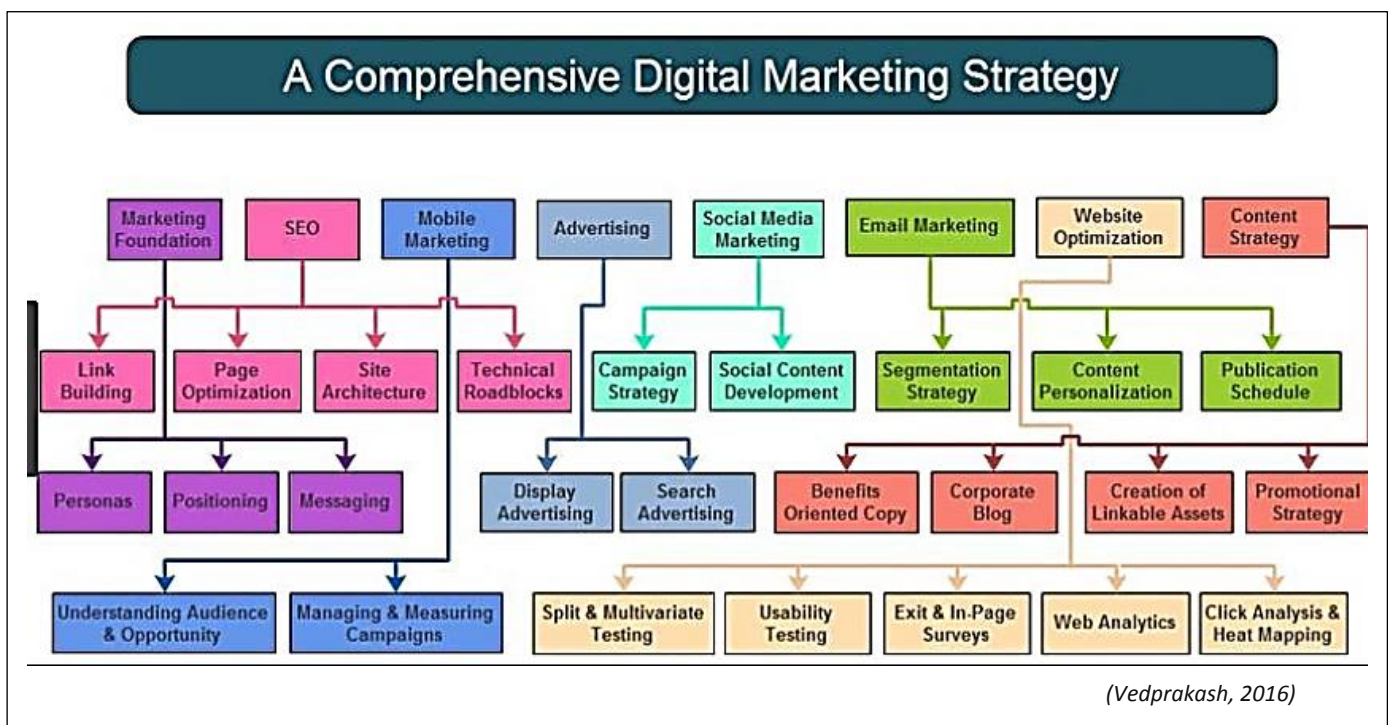 A Comprehensive Digital Marketing Strategy
Marketing
Foundation
SEO
Mobile
Marketing
Advertising
Social Media
Marketing
Email Marketing
Website
Optimization
Content
Strategy
Link
Building
Page
Optimization
Site
Architecture
Technical
Roadblocks
Campaign
Strategy
Social Content
Development
Segmentation
Strategy
Content
Personalization
Publication
Schedule
Personas
Positioning
Messaging
Display
Advertising
Search
Advertising
Benefits
Oriented Copy
Corporate
Blog
Creation of
Linkable Assets
Promotional
Strategy
Understanding Audience
& Opportunity
Managing & Measuring
Campaigns
Split & Multivariate
Testing
Usability
Testing
Exit & In-Page
Surveys
Web Analytics
Click Analysis &
Heat Mapping
(Vedprakash, 2016)